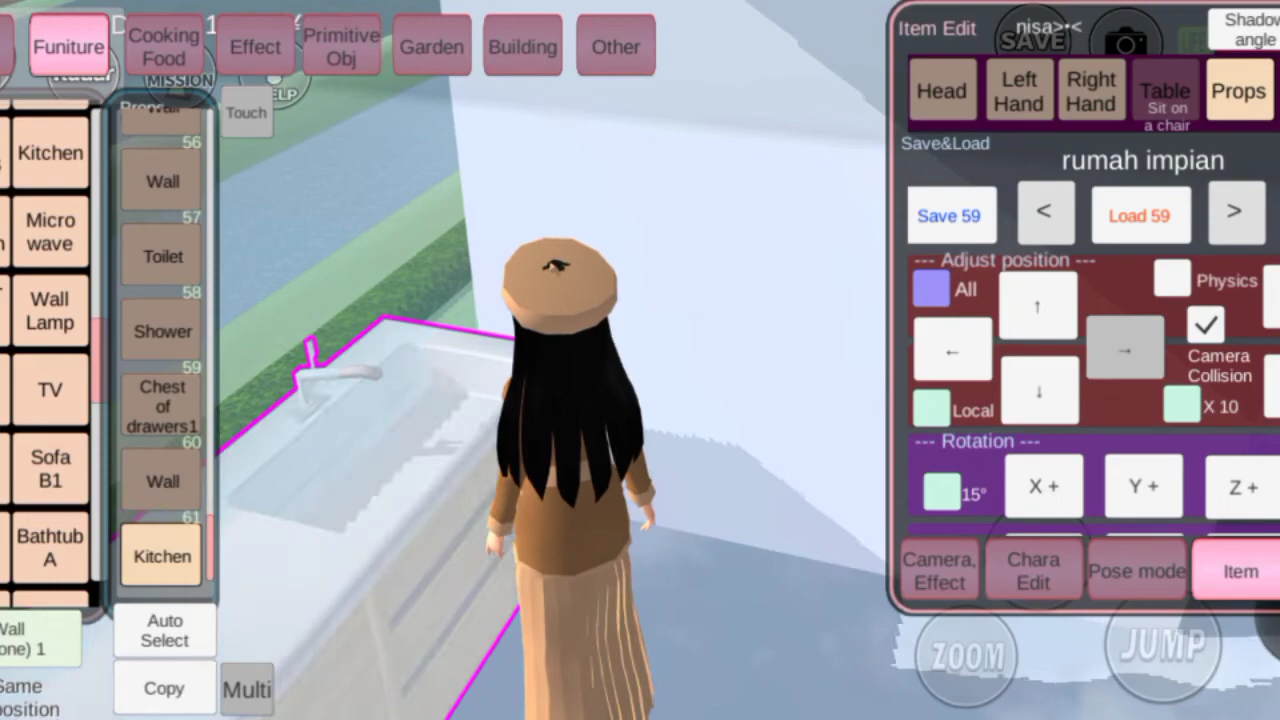 Funiture
Cooking
Food
Effect
Primitive
Obj
Garden
Building
Other
MISSION
Touch
Props
Kitchen
Micro
wave
Wall
Lamp
TV
Sofa
B1
Bathtub
A
Wall
56
Wall
57
Toilet
58
Shower
59
Chest
of
drawers1
60
Wall
61
Kitchen
Auto
Select
Copy
Multi
Item Edit
nisa>•<
SAVE
Shadow
angle
Head
Left
Hand
Right
Hand
Table
Sit on
a chair
Props
Save&Load
rumah impian
Save 59
<
Load 59
>
--- Adjust position ---
All
↑
Physics
←
→
Camera
Collision
↓
Local
X 10
--- Rotation ---
15°
X +
Y +
Z +
Camera,
Effect
Chara
Edit
Pose mode
Item
ZOOM
JUMP